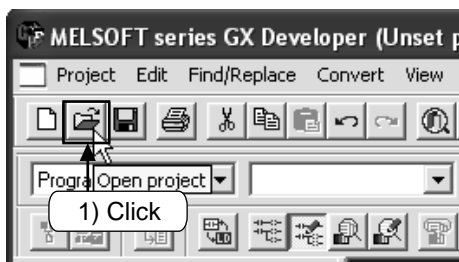 MELSOFT series GX Developer (Unset p
Project Edit Find/Replace Convert View
Progra Open project
1) Click